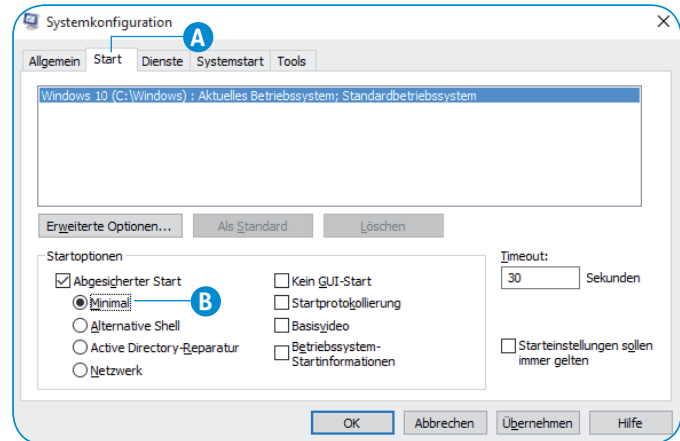 Systemkonfiguration
A
Allgemein Start Dienste Systemstart Tools
Windows 10 (C:\Windows) : Aktuelles Betriebssystem; Standardbetriebssystem
Erweiterte Optionen... Als Standard Löschen
Startoptionen
Timeout:
Abgesicherter Start Kein GUI-Start 30 Sekunden
Minimal B Startprotokollierung
Alternative Shell Basisvideo
Active Directory-Reparatur Betriebssystem-
Startinformationen
Starteinstellungen sollen
immer gelten
Netzwerk
OK Abbrechen Übernehmen Hilfe